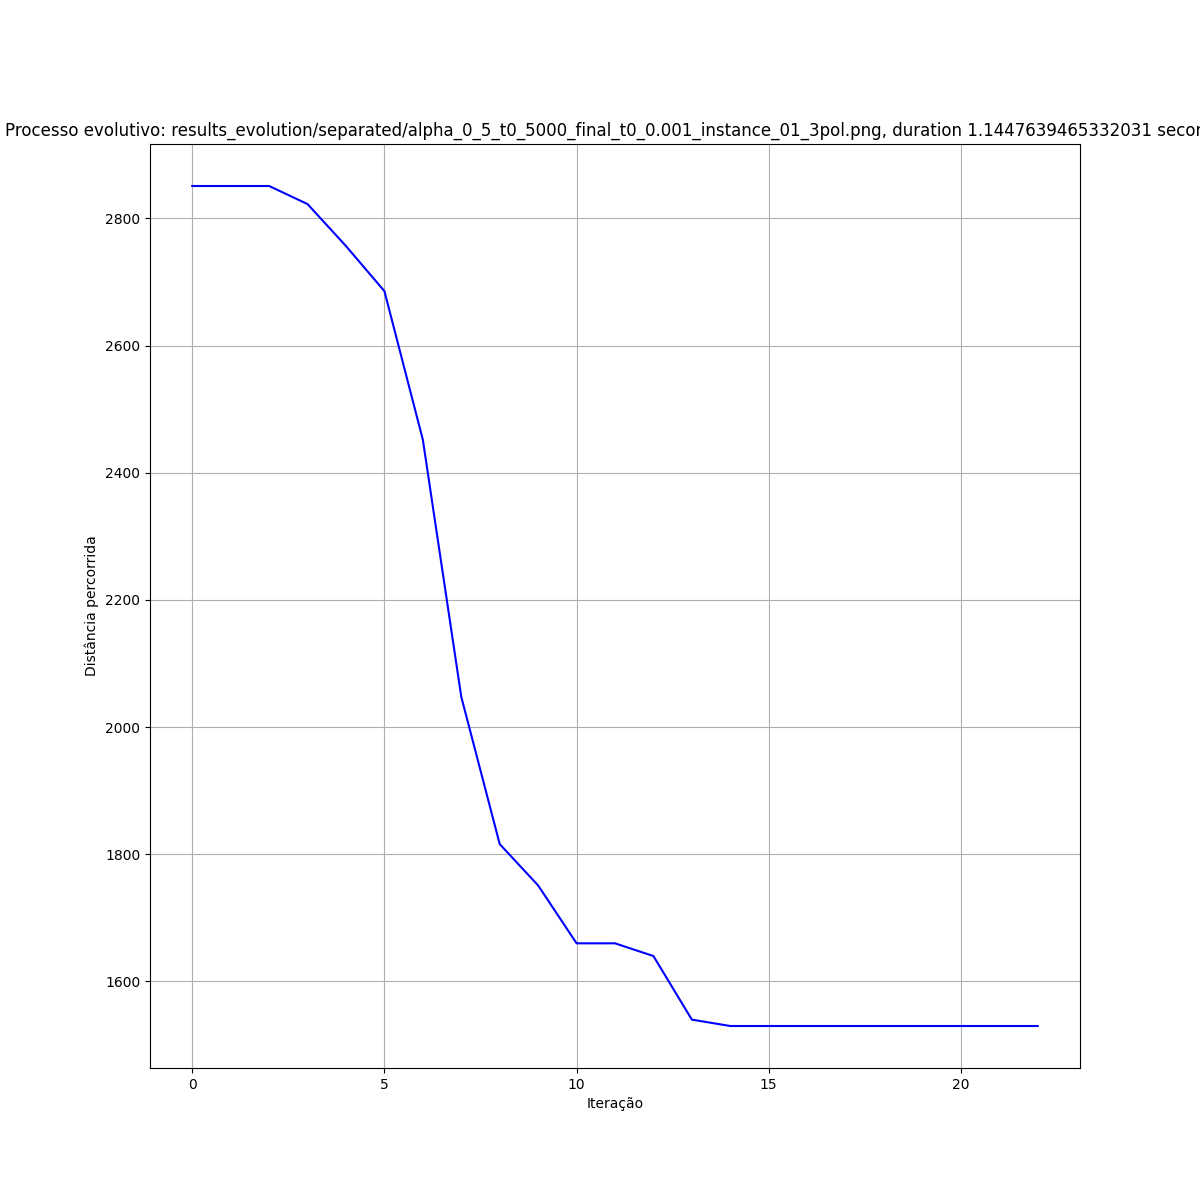 Processo evolutivo: results_evolution/separated/alpha_0_5_t0_5000_final_t0_0.001_instance_01_3pol.png, duration 1.1447639465332031
2800
2600
2400
2200
2000
1800
1600
Distância percorrida
0 5 10 15 20
Iteração